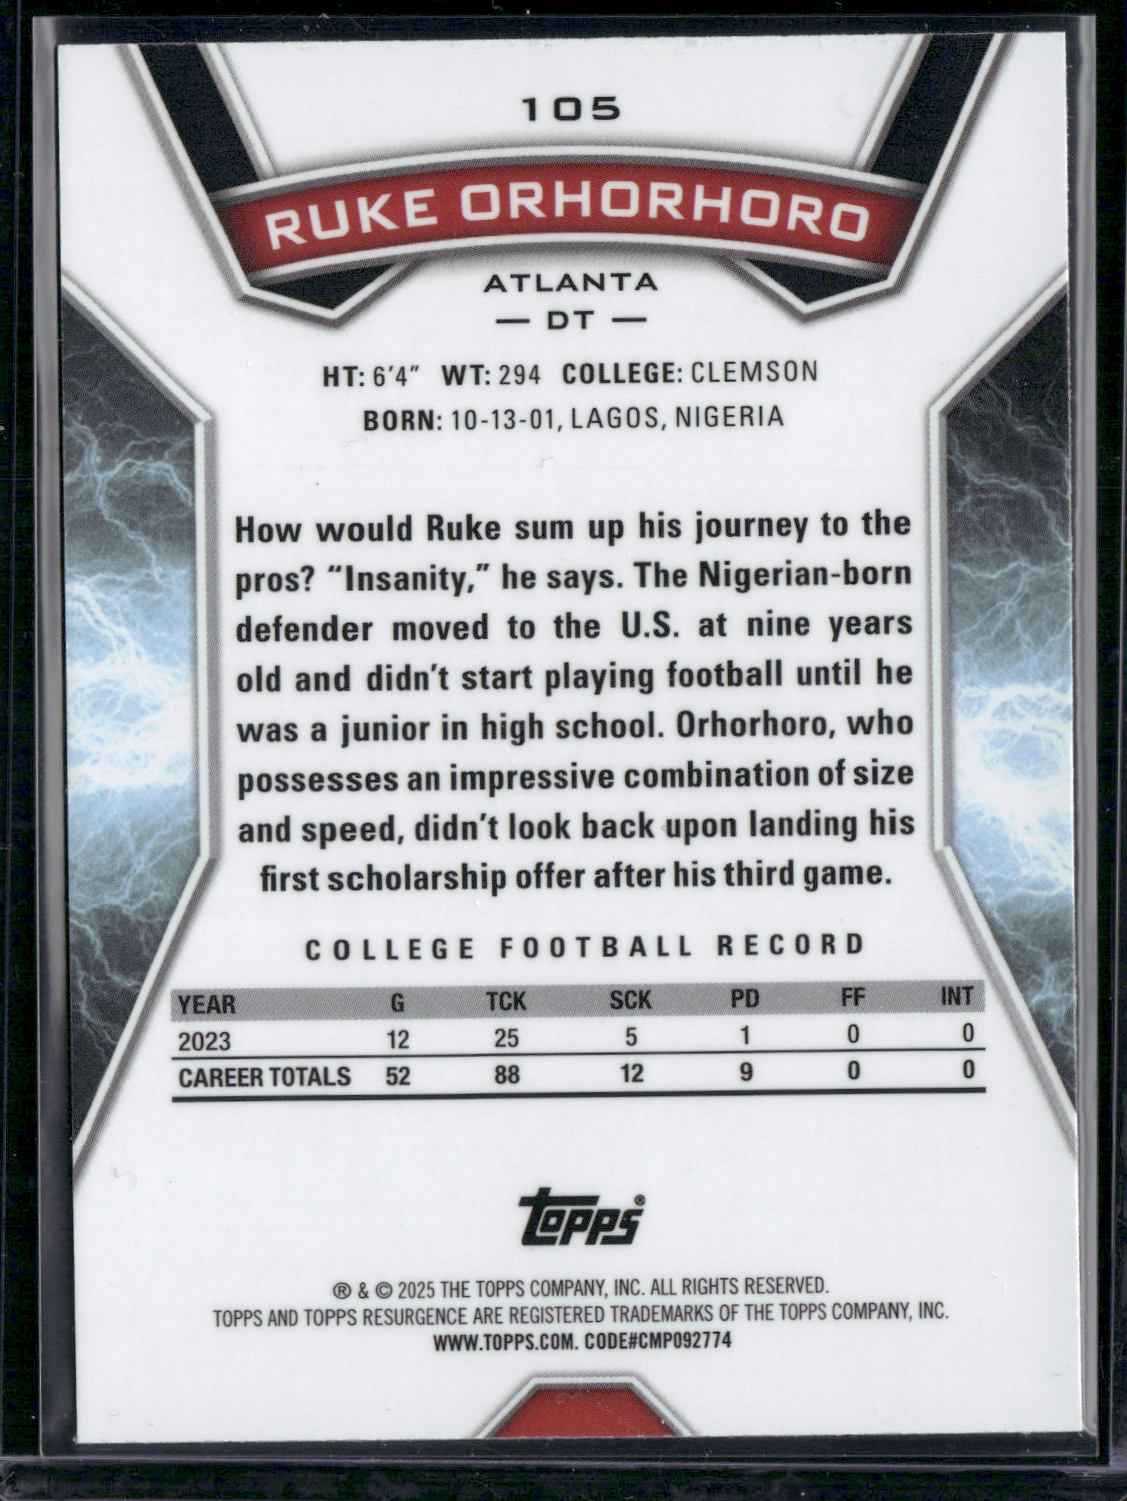 105
RUKE ORHORHORO
ATLANTA
— DT —
HT: 6'4" WT: 294 COLLEGE: CLEMSON
BORN: 10-13-01, LAGOS, NIGERIA
How would Ruke sum up his journey to the
pros? “Insanity,” he says. The Nigerian-born
defender moved to the U.S. at nine years
old and didn’t start playing football until he
was a junior in high school. Orhorhoro, who
possesses an impressive combination of size
and speed, didn’t look back upon landing his
first scholarship offer after his third game.
COLLEGE FOOTBALL RECORD
YEAR G TCK SCK PD FF INT
2023 12 25 5 1 0 0
CAREER TOTALS 52 88 12 9 0 0
topps®
® & © 2025 THE TOPPS COMPANY, INC. ALL RIGHTS RESERVED.
TOPPS AND TOPPS RESURGENCE ARE REGISTERED TRADEMARKS OF THE TOPPS COMPANY, INC.
WWW.TOPPS.COM. CODE#CMP092774